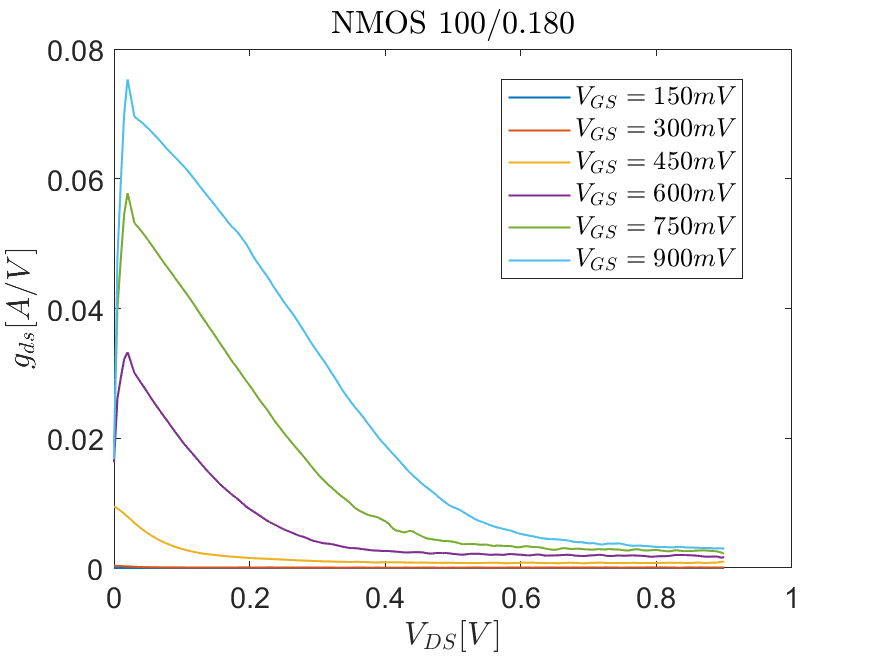 NMOS 100/0.180
0.08
0.06
0.04
0.02
0
g_{ds}[A/V]
V_{GS} = 150mV
V_{GS} = 300mV
V_{GS} = 450mV
V_{GS} = 600mV
V_{GS} = 750mV
V_{GS} = 900mV
0 0.2 0.4 0.6 0.8 1
V_{DS}[V]